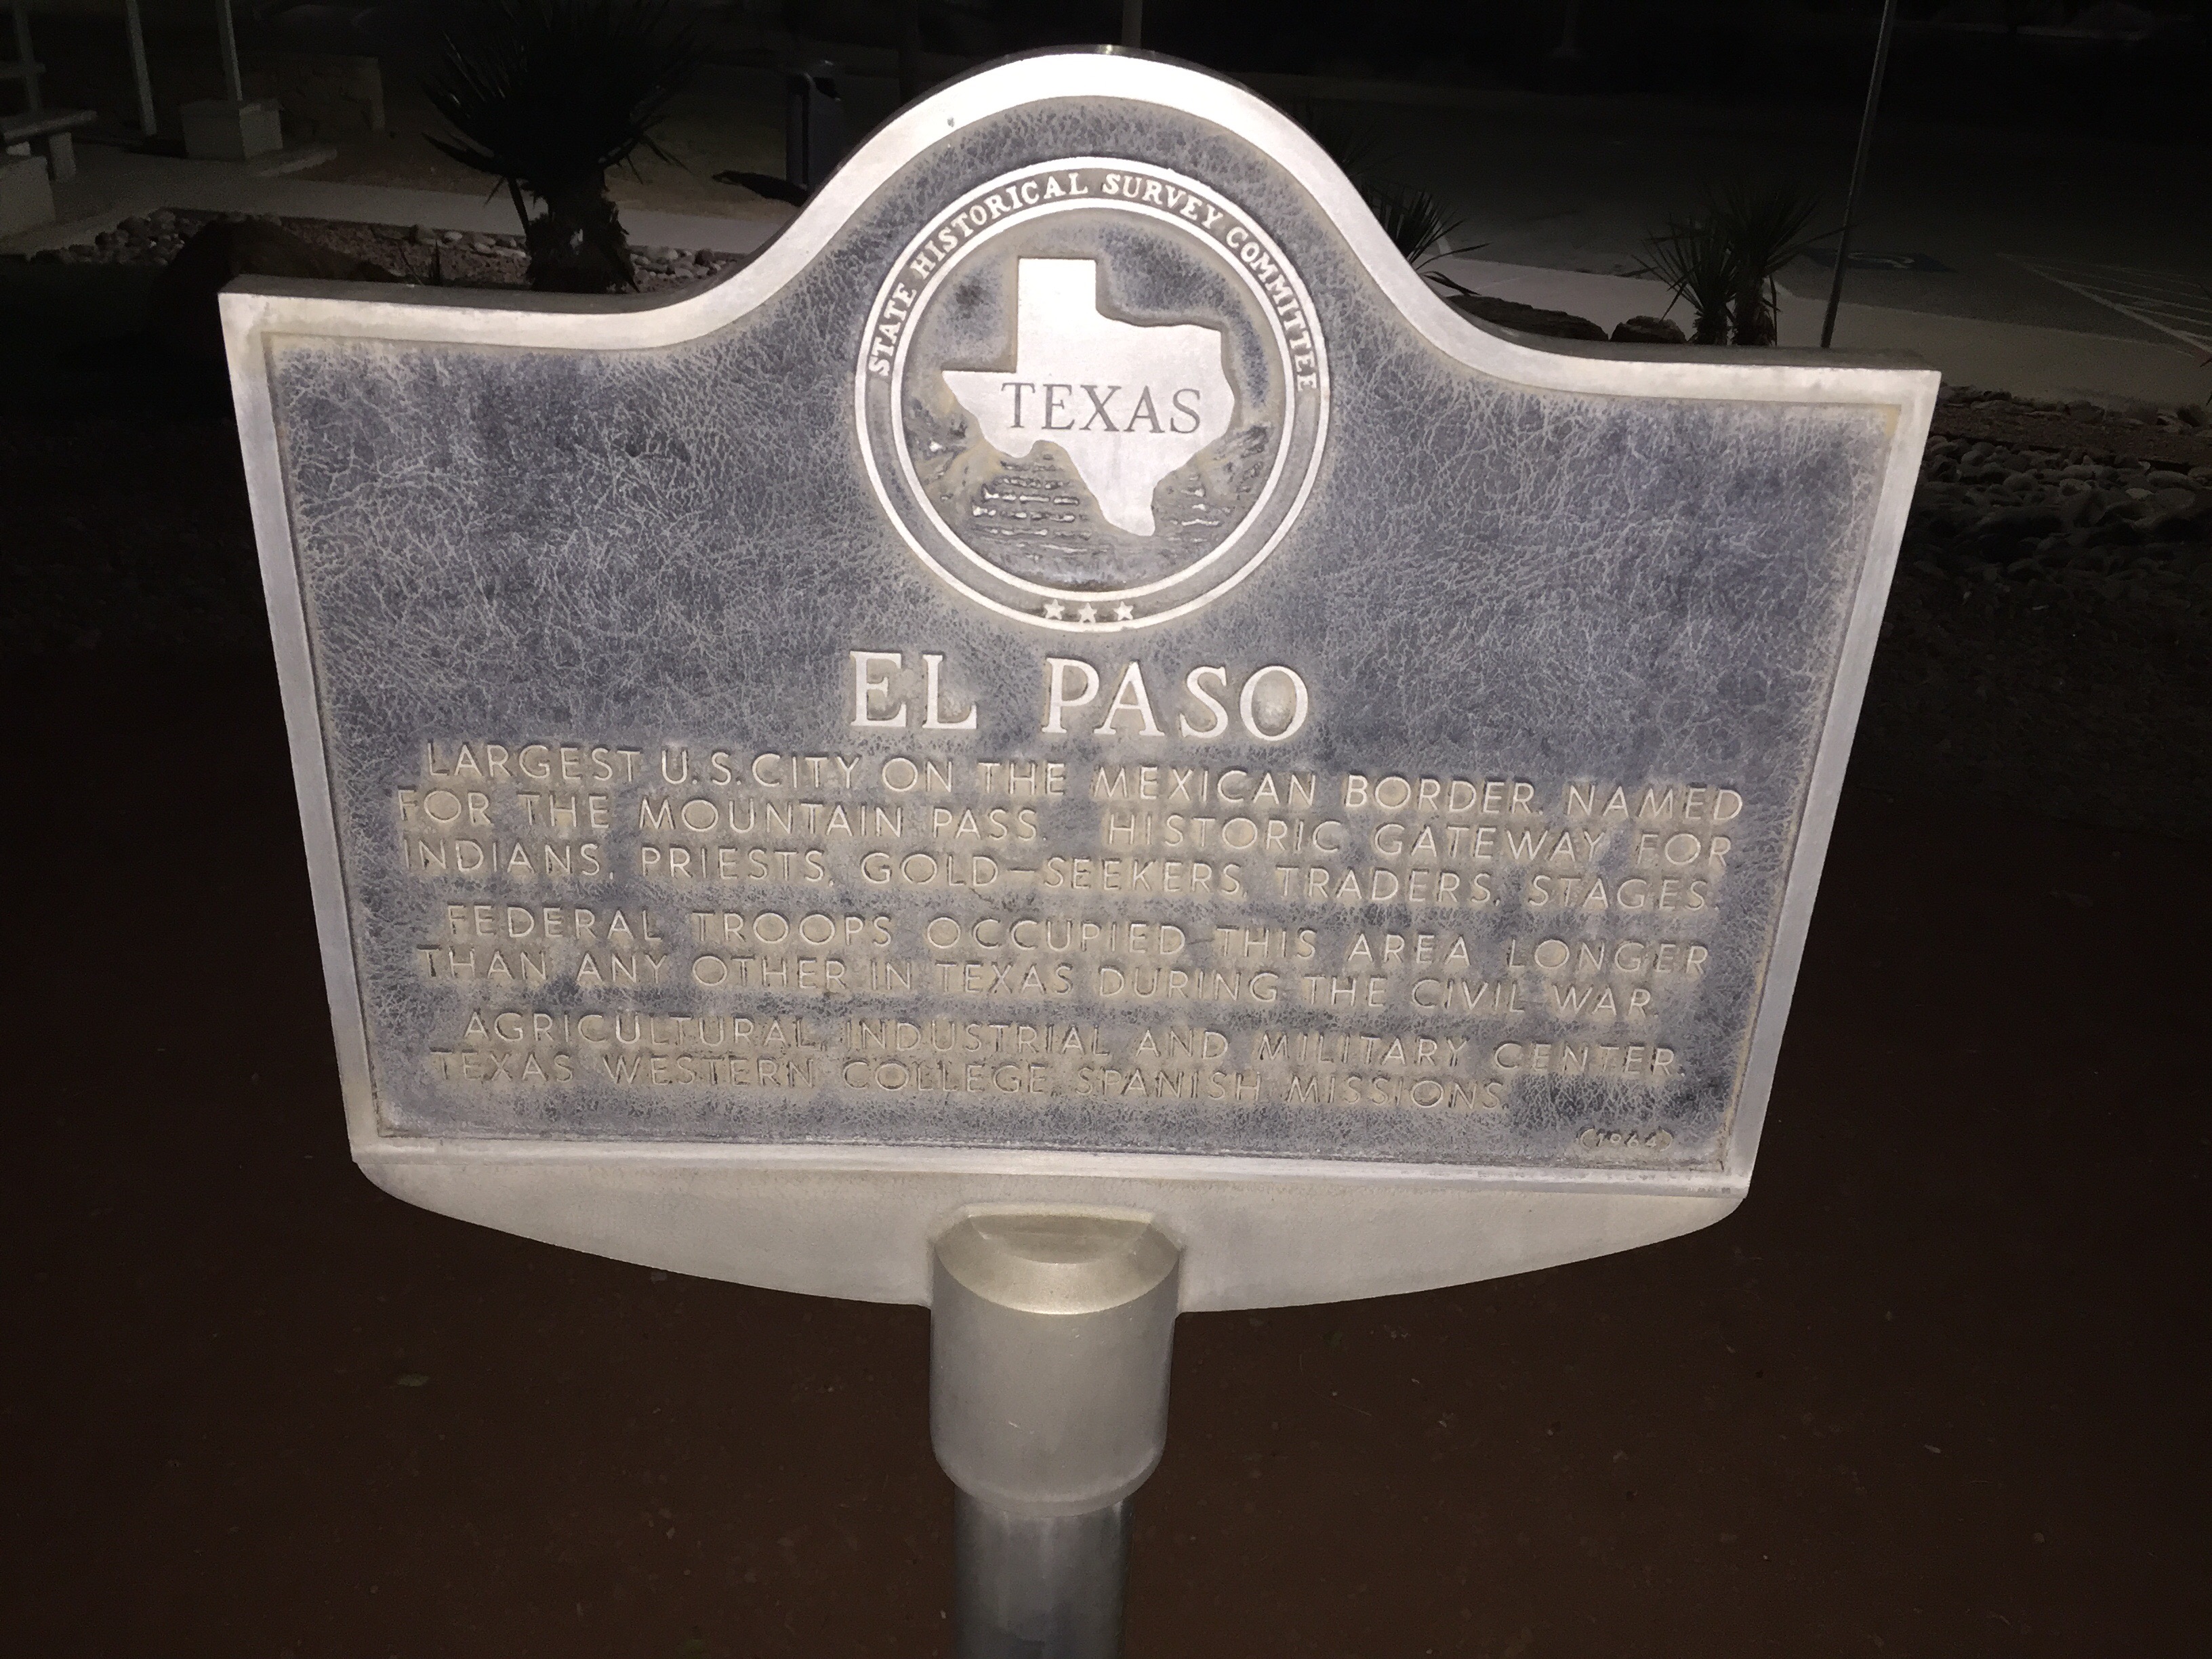 STATE HISTORICAL SURVEY COMMITTEE
TEXAS
EL PASO
LARGEST U.S. CITY ON THE MEXICAN BORDER. NAMED
FOR THE MOUNTAIN PASS. HISTORIC GATEWAY FOR
INDIANS, PRIESTS, GOLD-SEEKERS, TRADERS, STAGES.
FEDERAL TROOPS OCCUPIED THIS AREA LONGER
THAN ANY OTHER IN TEXAS DURING THE CIVIL WAR.
AGRICULTURAL, INDUSTRIAL AND MILITARY CENTER.
TEXAS WESTERN COLLEGE. SPANISH MISSIONS.
(1964)